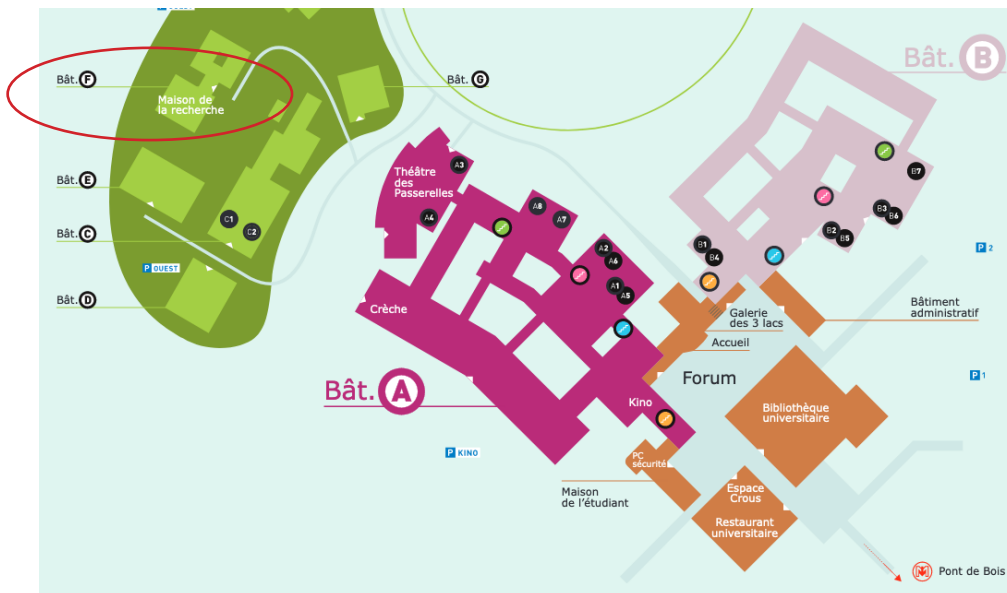 P OUEST
Bât. F
Maison de
la recherche
Bât. G
Bât. B
Bât. E
Bât. C
C1
C2
P OUEST
Bât. D
Théâtre
des
Passerelles
A3
A4
A8
A7
A2
A6
A1
A5
Crèche
Bât. A
Kino
P KINO
B7
B3
B6
B2
B5
B1
B4
P 2
Galerie
des 3 lacs
Bâtiment
administratif
Accueil
Forum
P 1
Bibliothèque
universitaire
PC
sécurité
Maison
de l'étudiant
Espace
Crous
Restaurant
universitaire
M
Pont de Bois